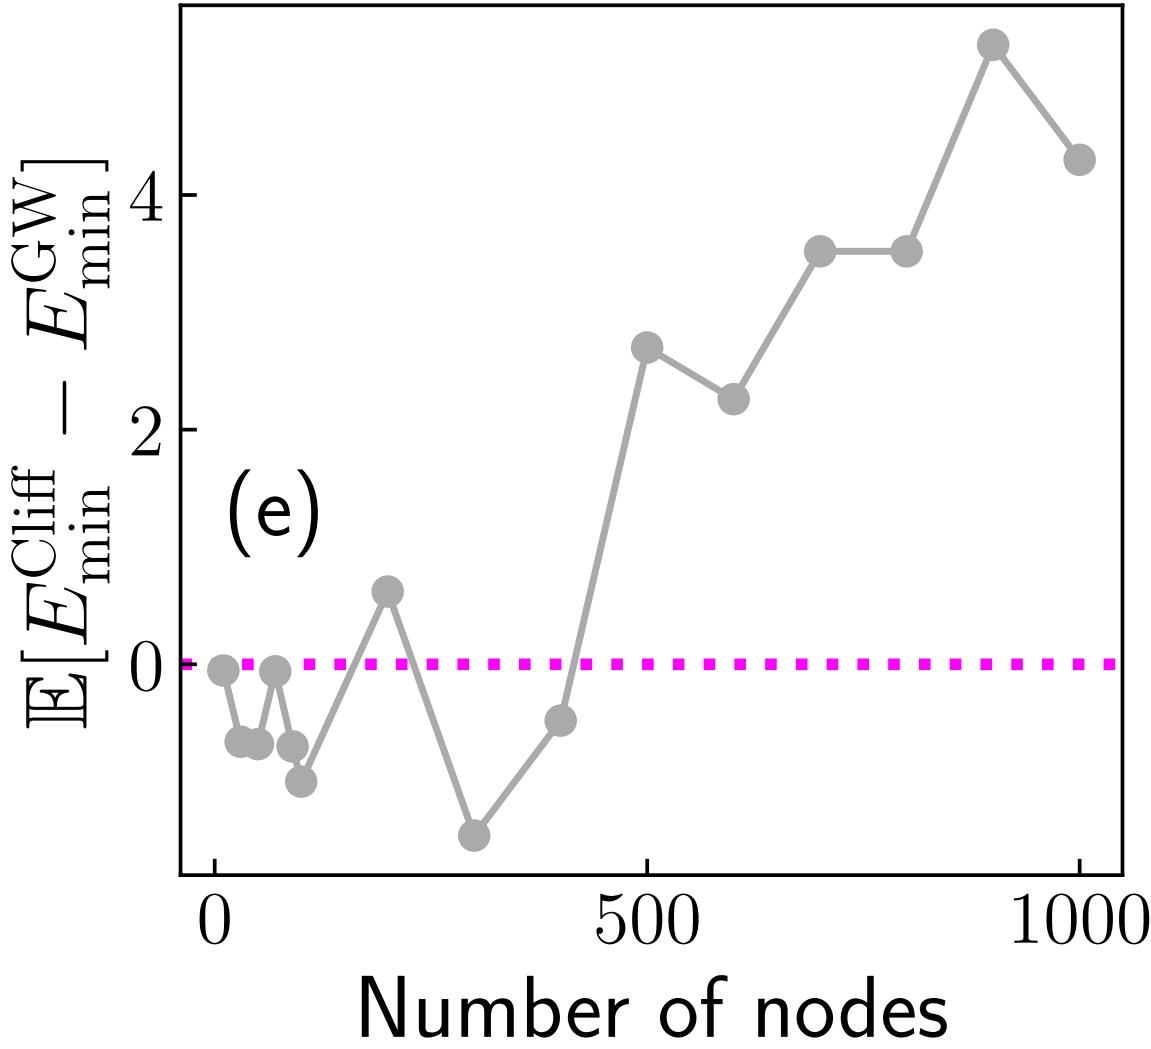 𝔼[E_min^Cliff − E_min^GW]
4
2
0
(e)
0 500 1000
Number of nodes